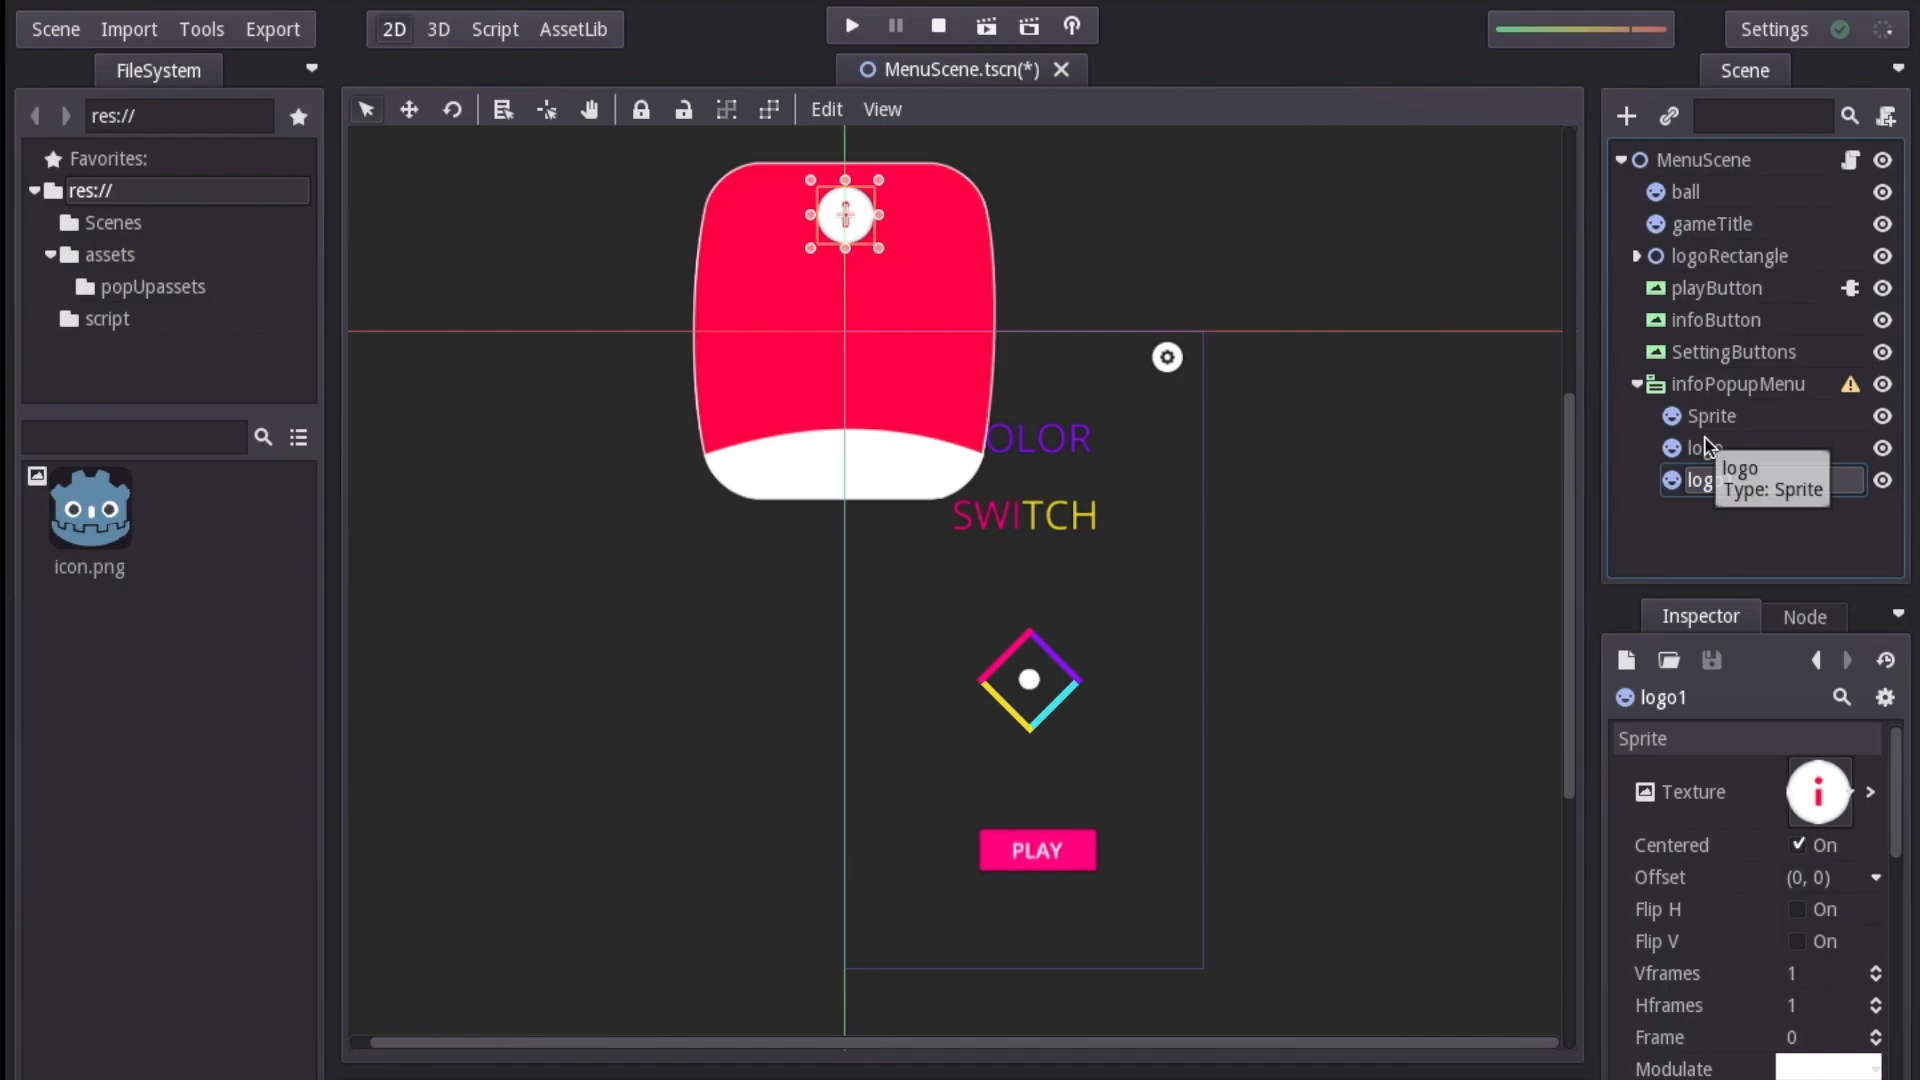 Scene Import Tools Export
2D 3D Script AssetLib
Settings
FileSystem
MenuScene.tscn(*)
Scene
res://
Edit View
Favorites:
res://
Scenes
assets
popUpassets
script
icon.png
OLOR
SWITCH
PLAY
MenuScene
ball
gameTitle
logoRectangle
playButton
infoButton
SettingButtons
infoPopupMenu
Sprite
logo
Type: Sprite
Inspector Node
logo1
Sprite
Texture
i
Centered On
Offset (0, 0)
Flip H On
Flip V On
Vframes 1
Hframes 1
Frame 0
Modulate